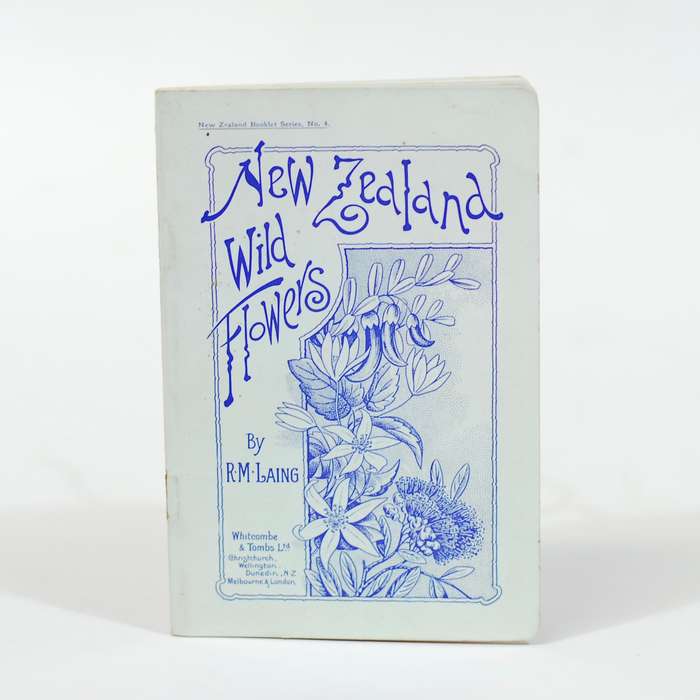 New Zealand Booklet Series, No. 4.
New Zealand
Wild
Flowers
By
R·M·LAING
Whitcombe
& Tombs Ltd
Christchurch,
Wellington,
Dunedin, N·Z
Melbourne & London